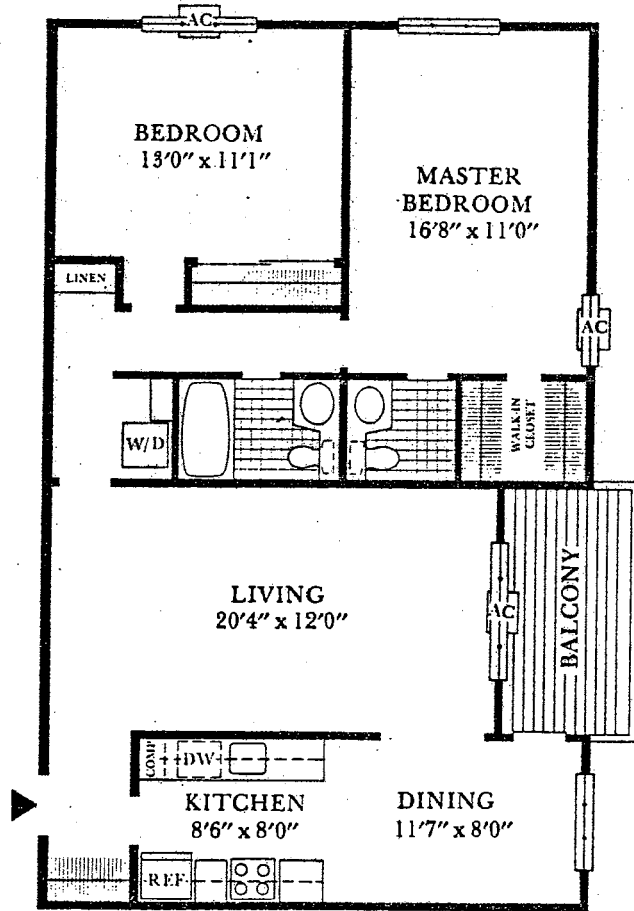 AC
BEDROOM
13'0" x 11'1"
MASTER
BEDROOM
16'8" x 11'0"
LINEN
AC
W/D
WALK-IN
CLOSET
LIVING
20'4" x 12'0"
AC
BALCONY
COMP
DW
KITCHEN
8'6" x 8'0"
DINING
11'7" x 8'0"
REF